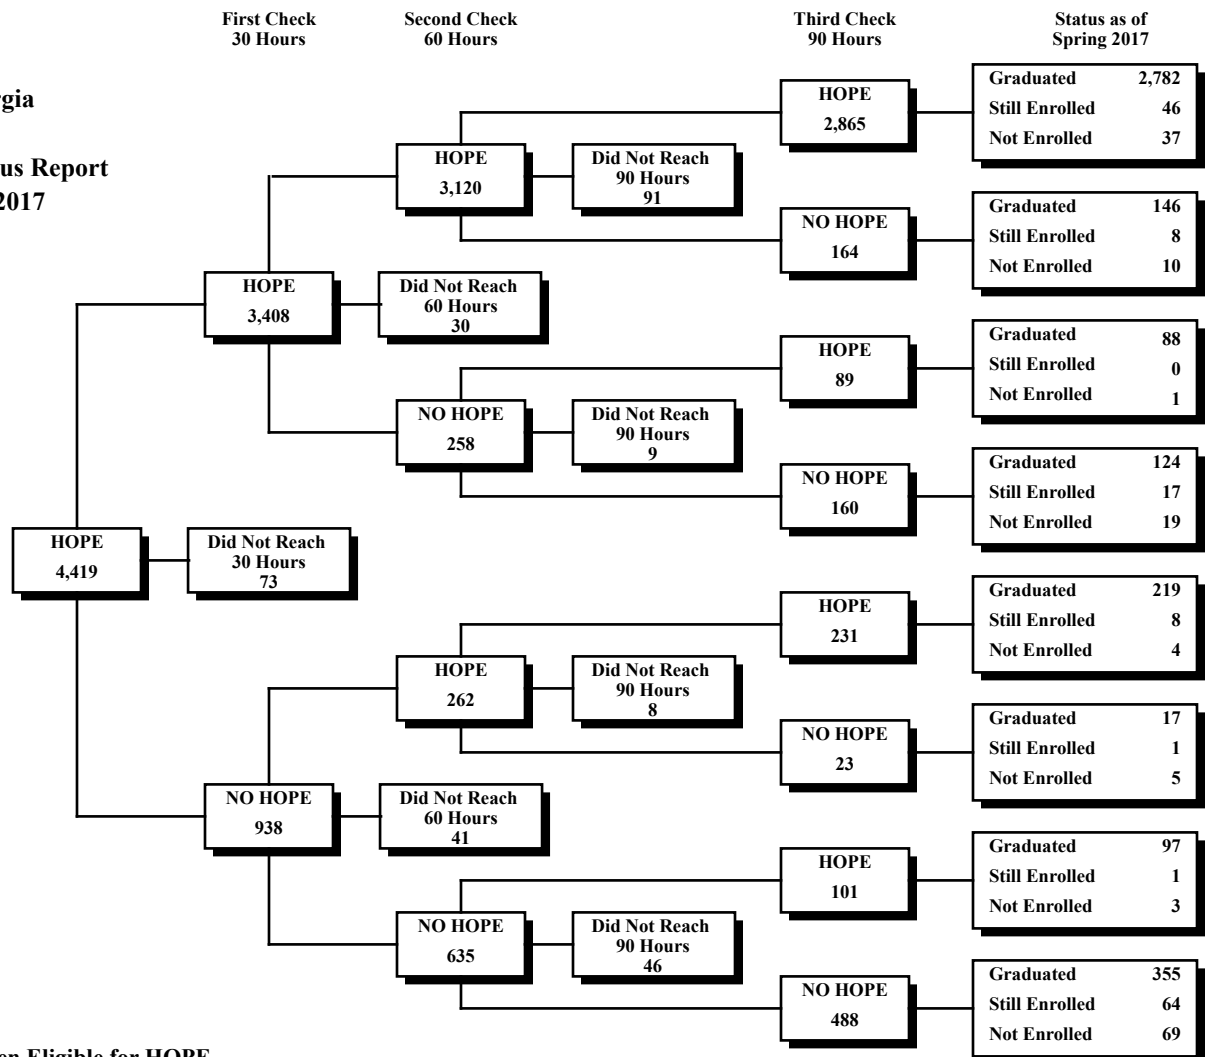 First Check
30 Hours
Second Check
60 Hours
Third Check
90 Hours
Status as of
Spring 2017
HOPE
2,865
Graduated 2,782
Still Enrolled 46
Not Enrolled 37
HOPE
3,120
Did Not Reach
90 Hours
91
2017
NO HOPE
164
Graduated 146
Still Enrolled 8
Not Enrolled 10
HOPE
3,408
Did Not Reach
60 Hours
30
HOPE
89
Graduated 88
Still Enrolled 0
Not Enrolled 1
NO HOPE
258
Did Not Reach
90 Hours
9
NO HOPE
160
Graduated 124
Still Enrolled 17
Not Enrolled 19
HOPE
4,419
Did Not Reach
30 Hours
73
HOPE
231
Graduated 219
Still Enrolled 8
Not Enrolled 4
HOPE
262
Did Not Reach
90 Hours
8
NO HOPE
23
Graduated 17
Still Enrolled 1
Not Enrolled 5
NO HOPE
938
Did Not Reach
60 Hours
41
HOPE
101
Graduated 97
Still Enrolled 1
Not Enrolled 3
NO HOPE
635
Did Not Reach
90 Hours
46
NO HOPE
488
Graduated 355
Still Enrolled 64
Not Enrolled 69
Eligible for HOPE